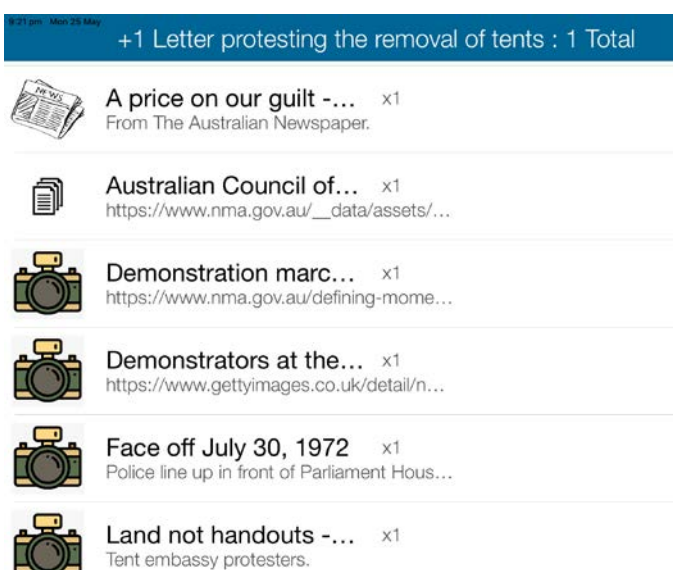 9:21 pm Mon 25 May
+1 Letter protesting the removal of tents : 1 Total
NEWS
A price on our guilt -... x1
From The Australian Newspaper.
Australian Council of... x1
https://www.nma.gov.au/__data/assets/...
Demonstration marc... x1
https://www.nma.gov.au/defining-mome...
Demonstrators at the... x1
https://www.gettyimages.co.uk/detail/n...
Face off July 30, 1972 x1
Police line up in front of Parliament Hous...
Land not handouts -... x1
Tent embassy protesters.